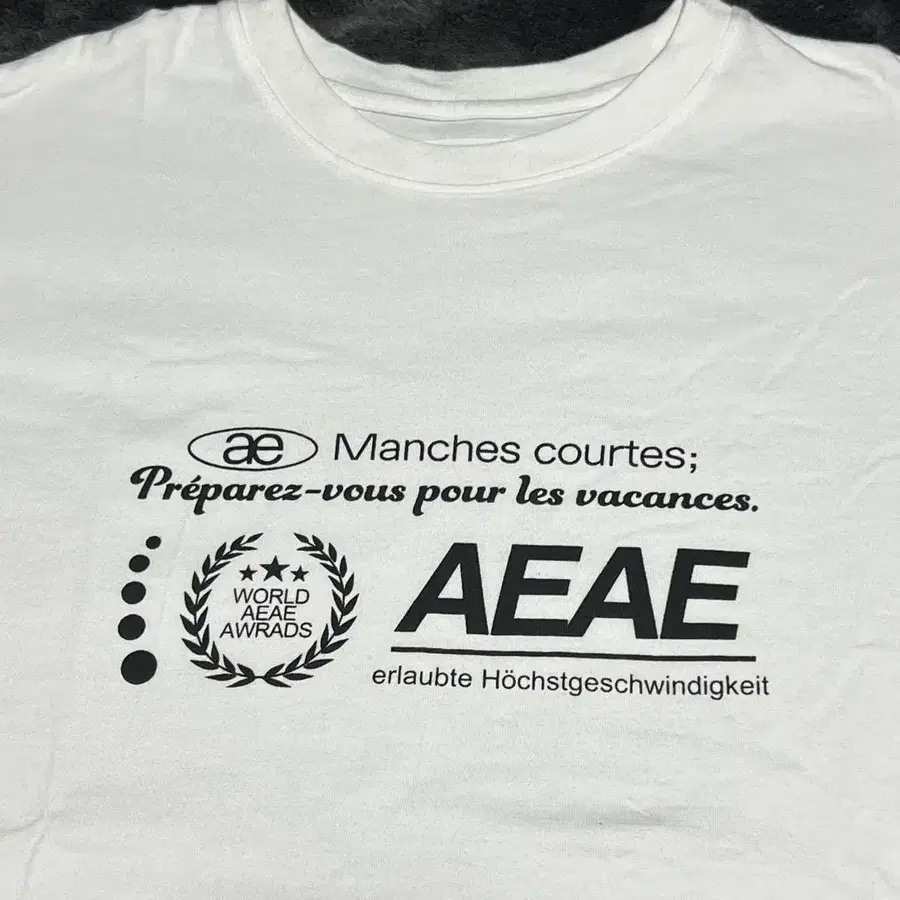 ae Manches courtes;
Préparez-vous pour les vacances.
WORLD
AEAE
AWRADS
AEAE
erlaubte Höchstgeschwindigkeit